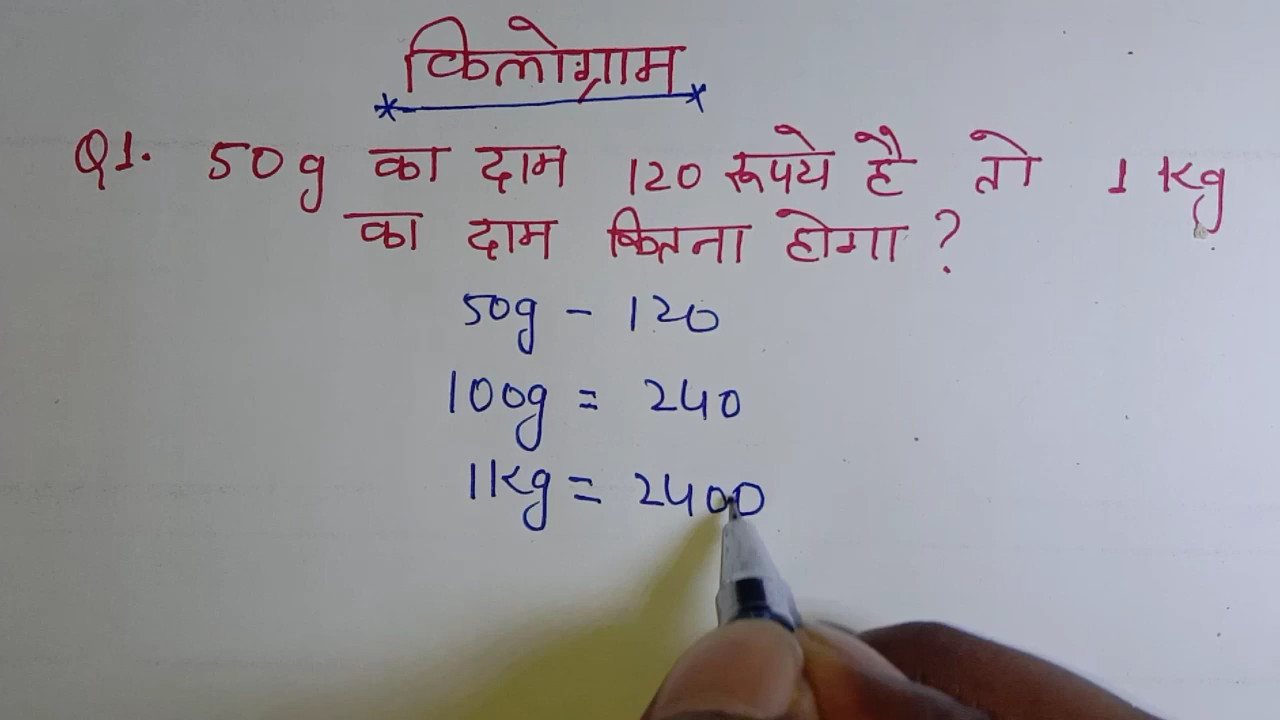 किलोग्राम
Q1. 50g का दाम 120 रूपये है तो 1 Kg
का दाम कितना होगा ?
50g - 120
100g = 240
1Kg = 2400